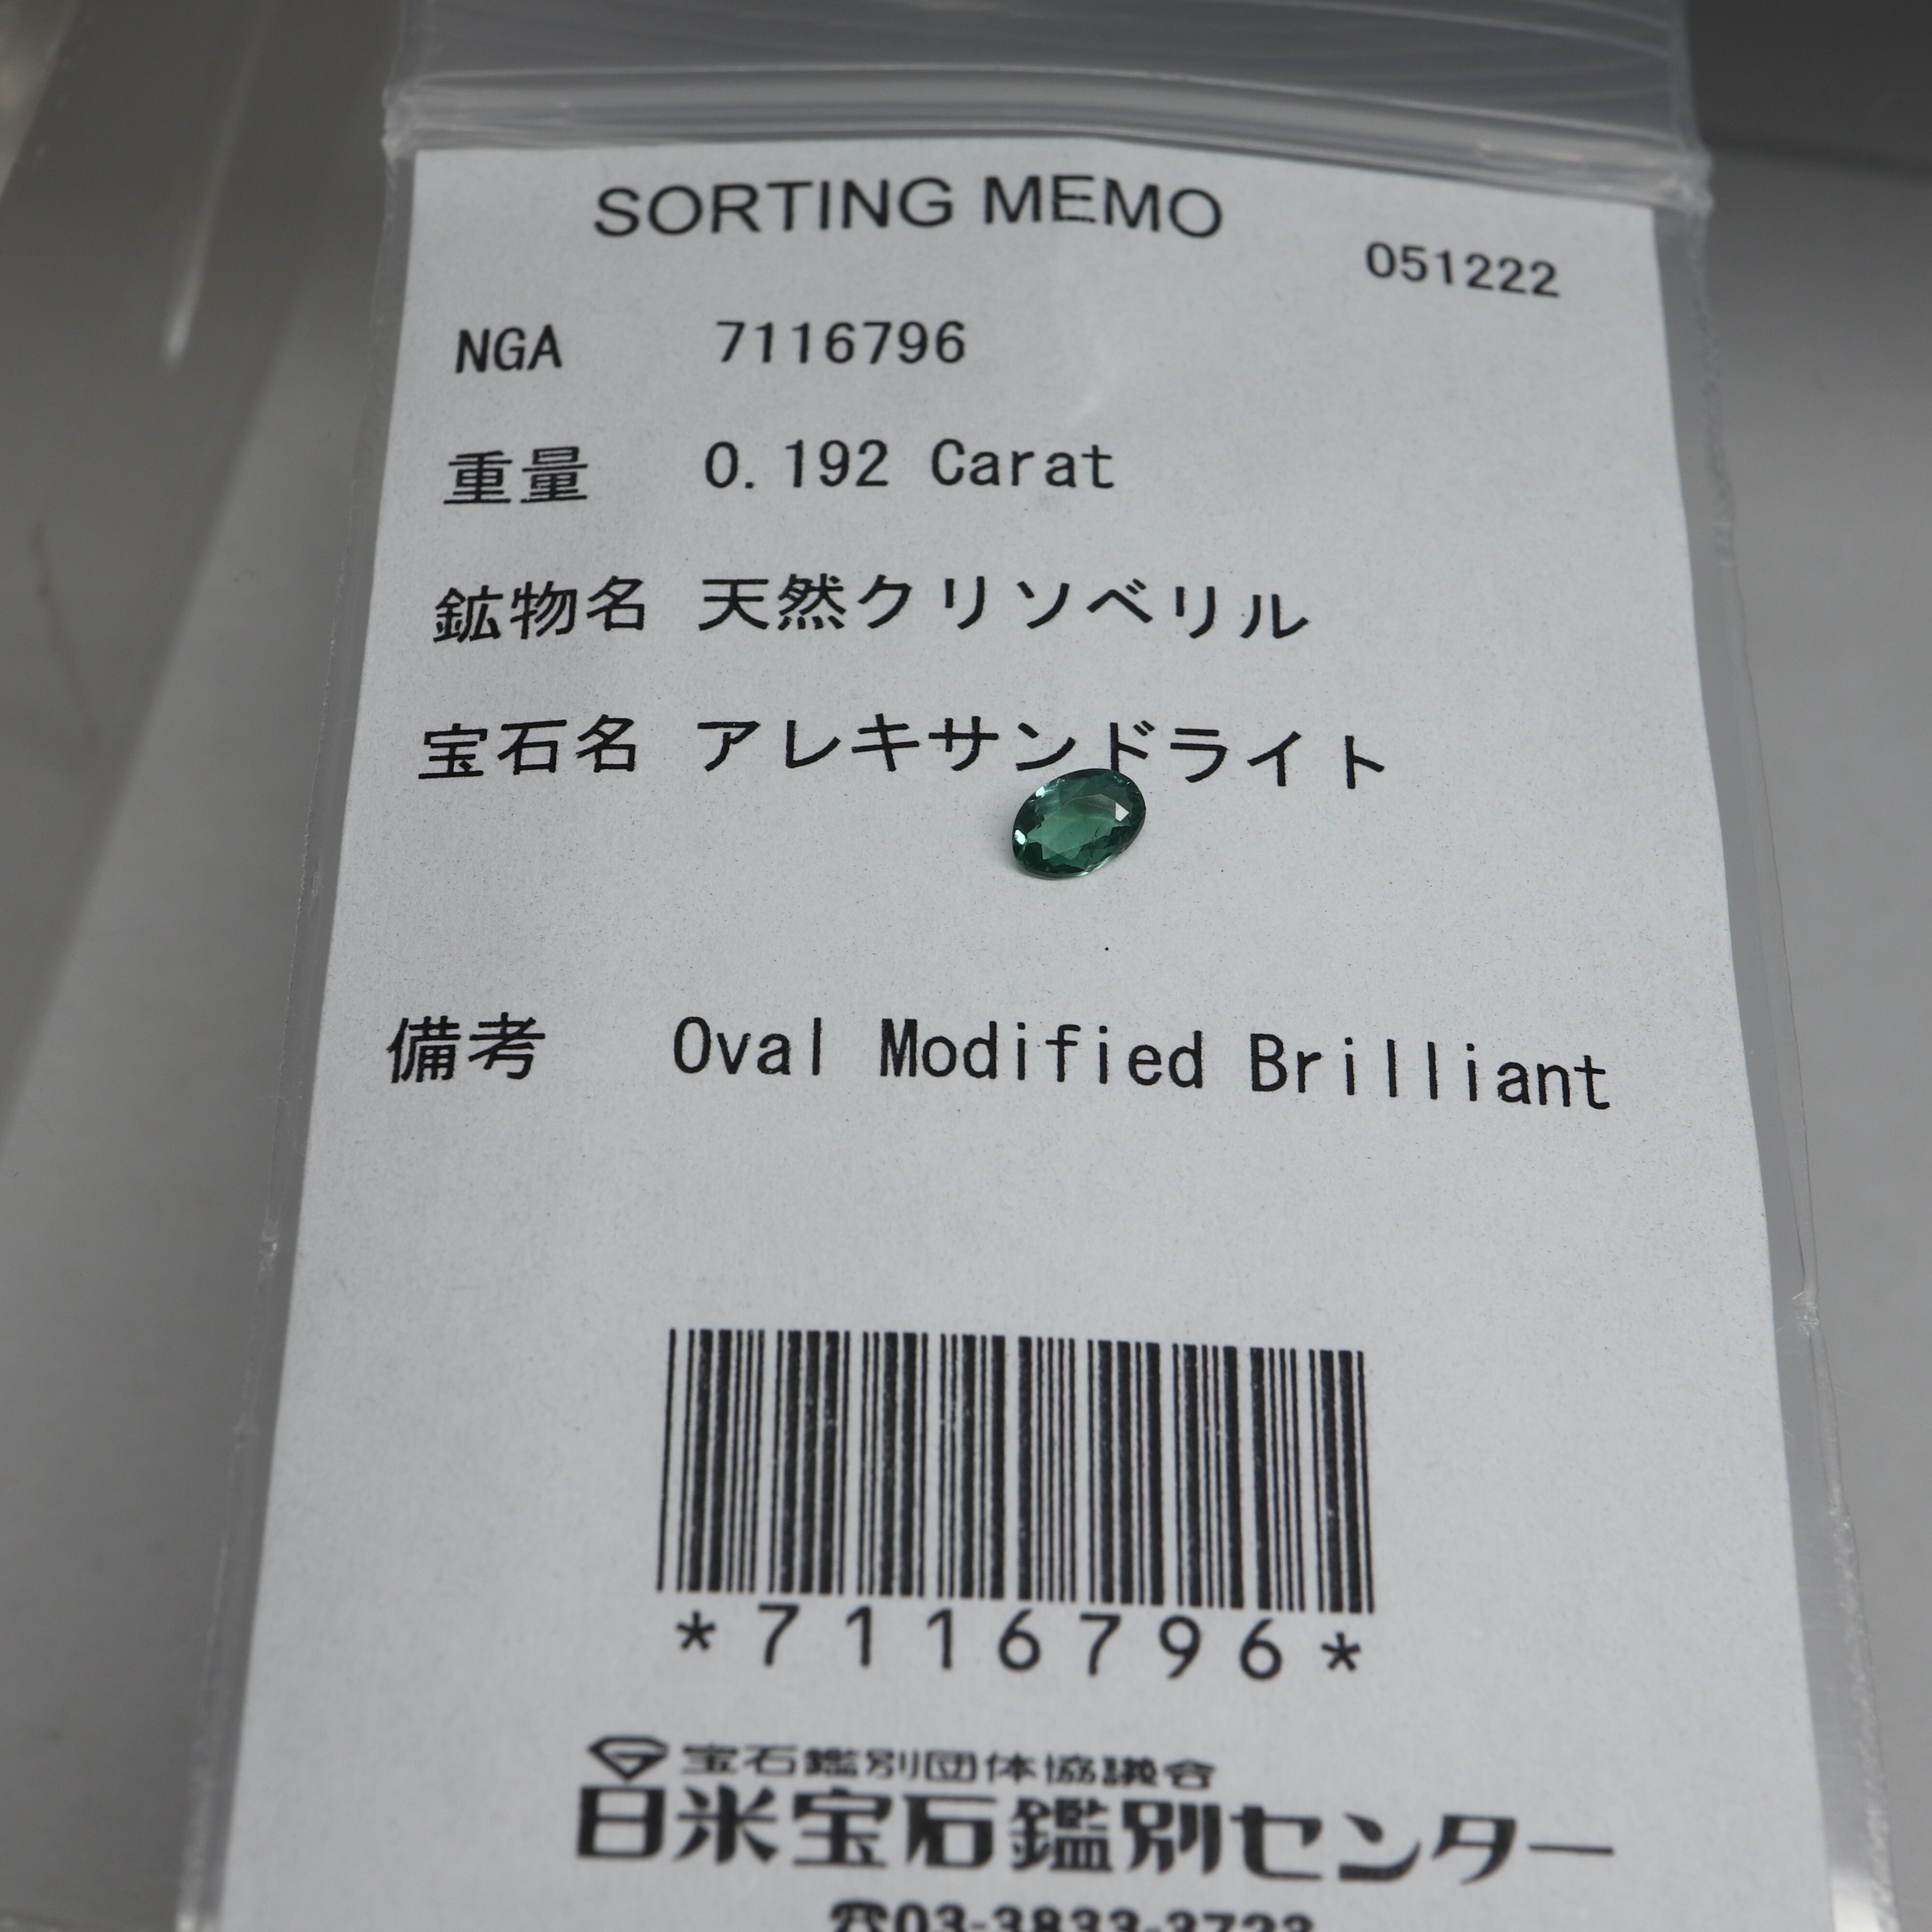 SORTING MEMO
051222
NGA 7116796
重量 0.192 Carat
鉱物名 天然クリソベリル
宝石名 アレキサンドライト
備考 Oval Modified Brilliant
*7116796*
宝石鑑別団体協議会
日米宝石鑑別センター
☎03-3833-3723